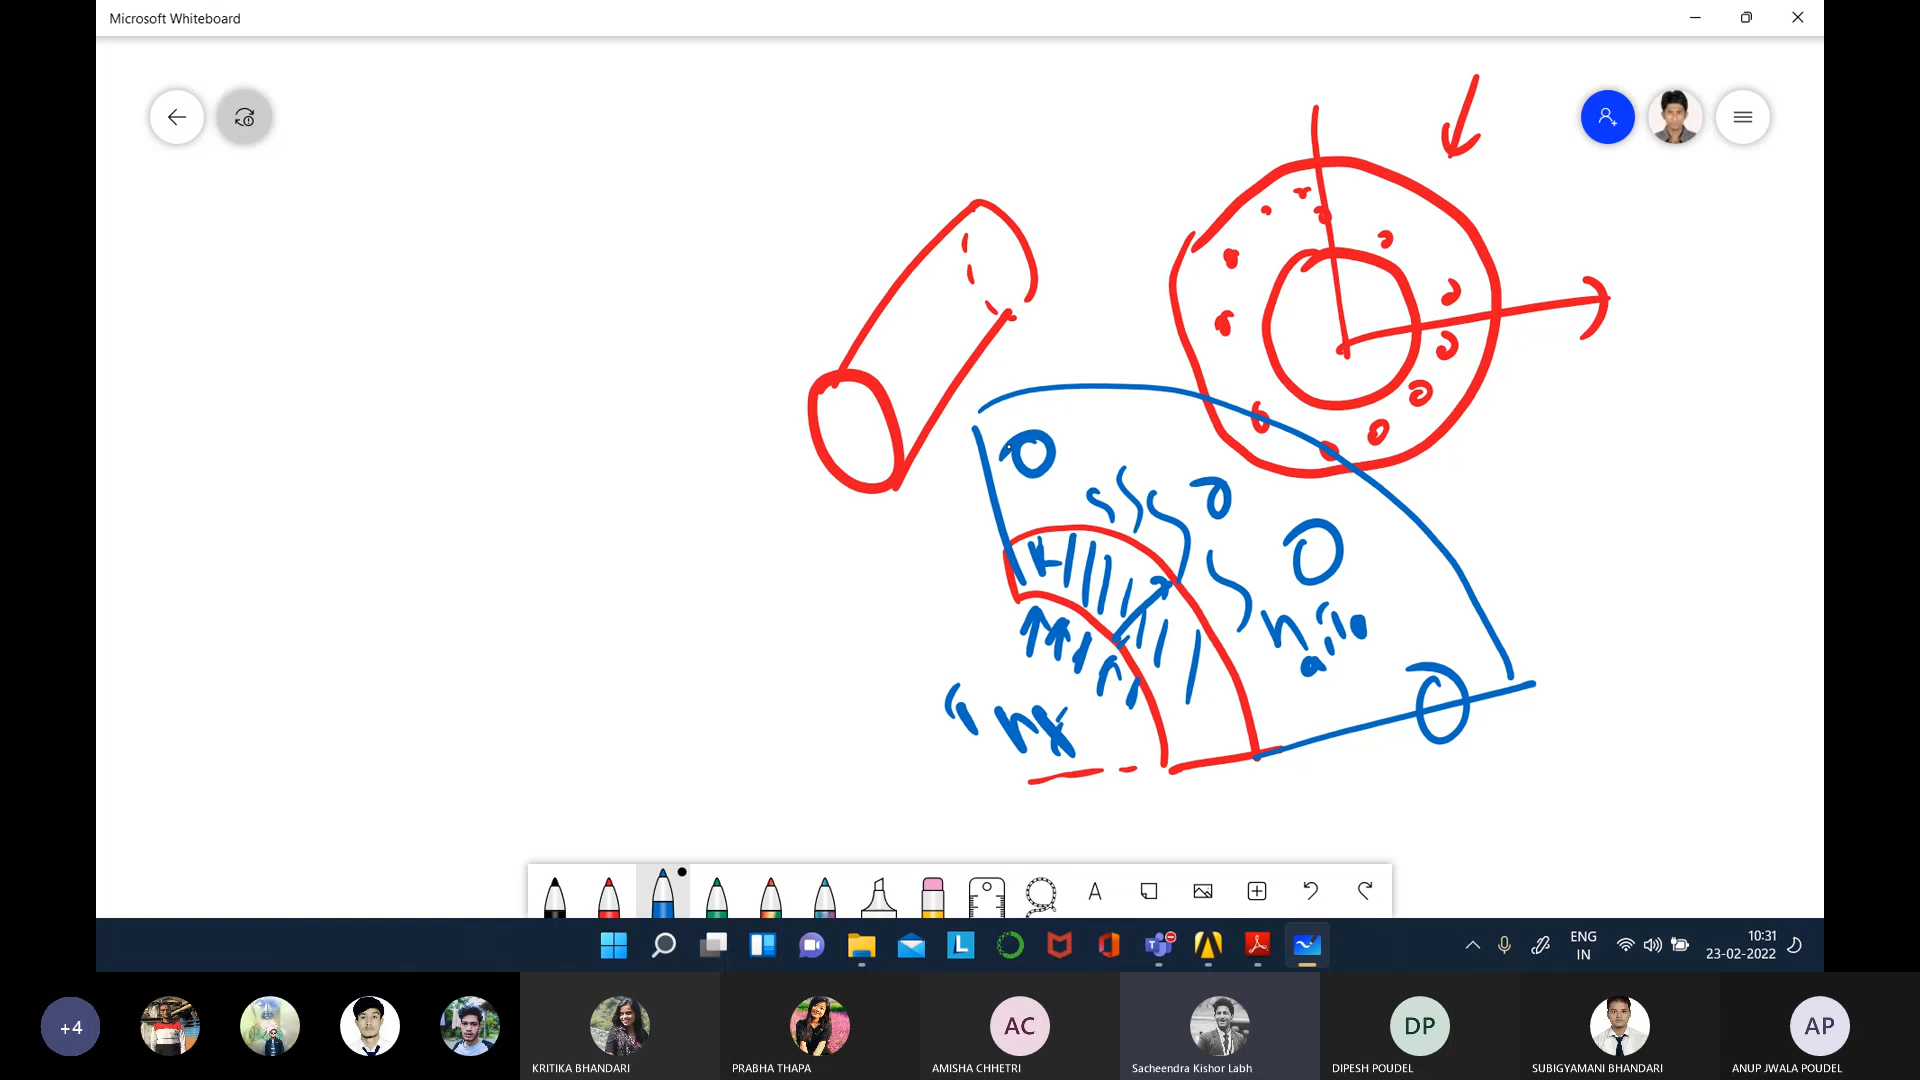 Microsoft Whiteboard
K
hair
A
L
ENG
IN
10:31
23-02-2022
+4
AC
DP
AP
KRITIKA BHANDARI
PRABHA THAPA
AMISHA CHHETRI
Sacheendra Kishor Labh
DIPESH POUDEL
SUBIGYAMANI BHANDARI
ANUP JWALA POUDEL